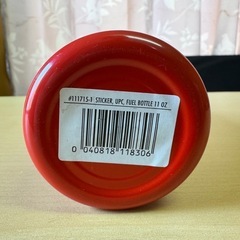 #111715-1 STICKER, UPC, FUEL BOTTLE 11 OZ
0 040818 118306